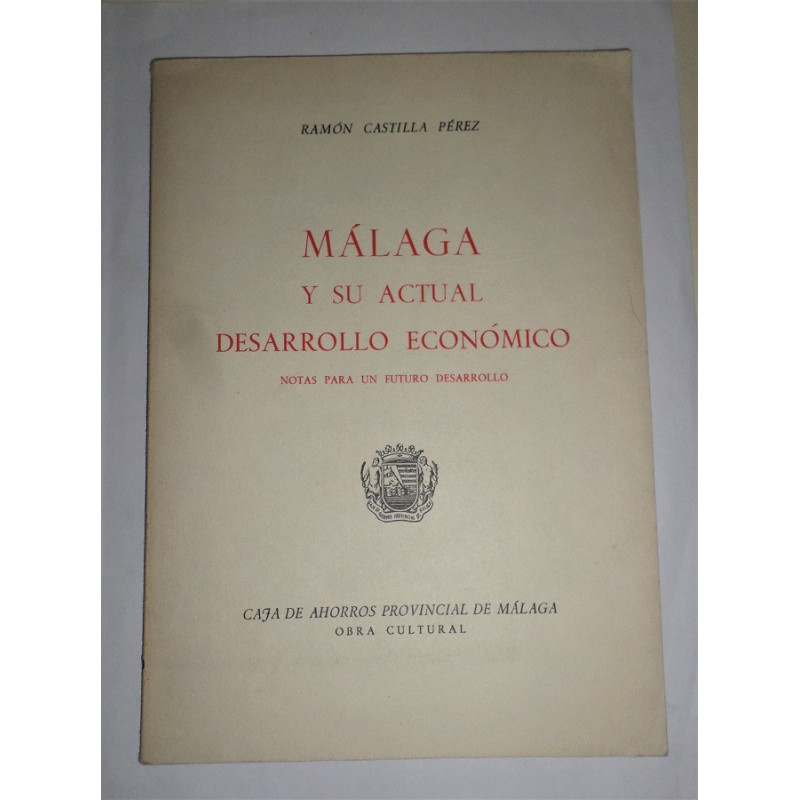 RAMÓN CASTILLA PÉREZ
MÁLAGA
Y SU ACTUAL
DESARROLLO ECONÓMICO
NOTAS PARA UN FUTURO DESARROLLO
CAJA DE AHORROS PROVINCIAL DE MÁLAGA
OBRA CULTURAL